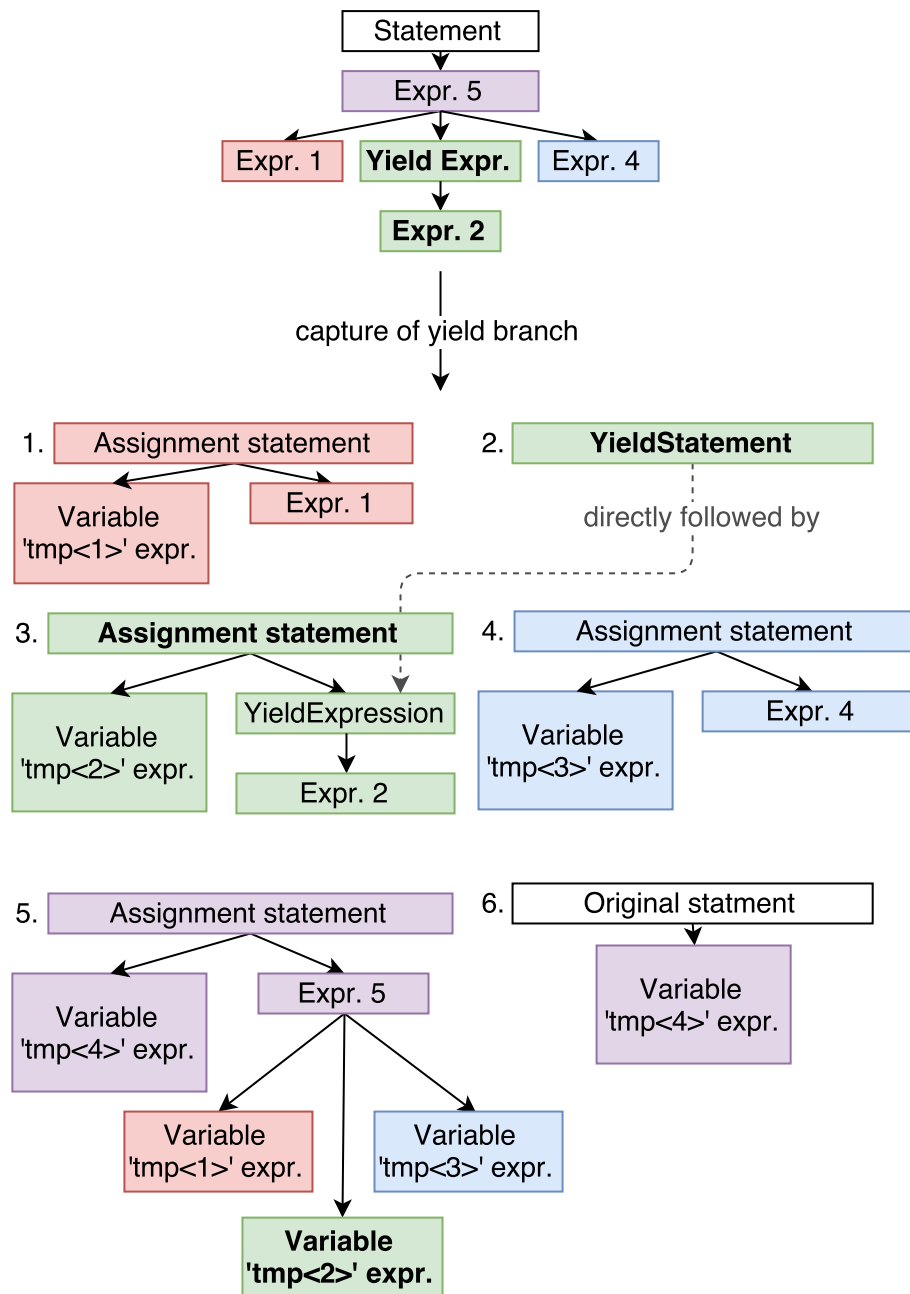 Statement
Expr. 5
Expr. 1
Yield Expr.
Expr. 4
Expr. 2
capture of yield branch
1.
Assignment statement
Variable
'tmp<1>' expr.
Expr. 1
2.
YieldStatement
directly followed by
3.
Assignment statement
Variable
'tmp<2>' expr.
YieldExpression
Expr. 2
4.
Assignment statement
Variable
'tmp<3>' expr.
Expr. 4
5.
Assignment statement
Variable
'tmp<4>' expr.
Expr. 5
Variable
'tmp<1>' expr.
Variable
'tmp<3>' expr.
Variable
'tmp<2>' expr.
6.
Original statment
Variable
'tmp<4>' expr.